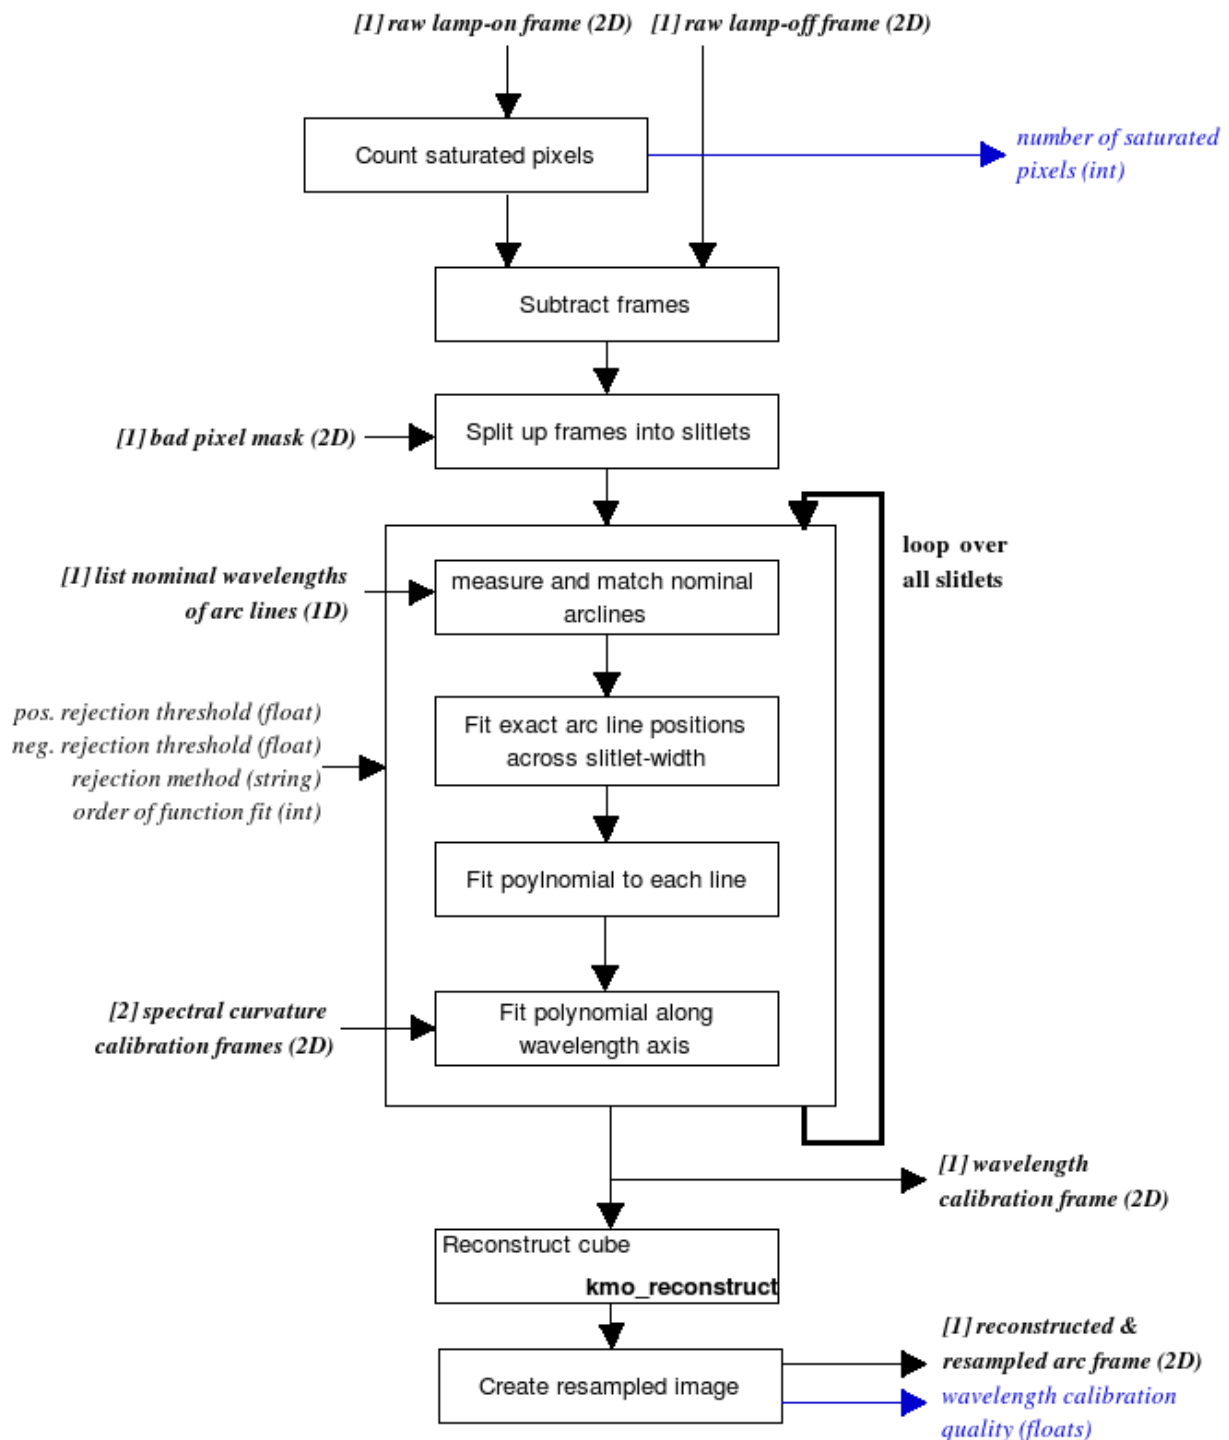 [1] raw lamp-on frame (2D) [1] raw lamp-off frame (2D)
Count saturated pixels
number of saturated
pixels (int)
Subtract frames
[1] bad pixel mask (2D)
Split up frames into slitlets
loop over
all slitlets
[1] list nominal wavelengths
of arc lines (1D)
measure and match nominal
arclines
pos. rejection threshold (float)
neg. rejection threshold (float)
rejection method (string)
order of function fit (int)
Fit exact arc line positions
across slitlet-width
Fit poylnomial to each line
[2] spectral curvature
calibration frames (2D)
Fit polynomial along
wavelength axis
[1] wavelength
calibration frame (2D)
Reconstruct cube
kmo_reconstruct
Create resampled image
[1] reconstructed &
resampled arc frame (2D)
wavelength calibration
quality (floats)